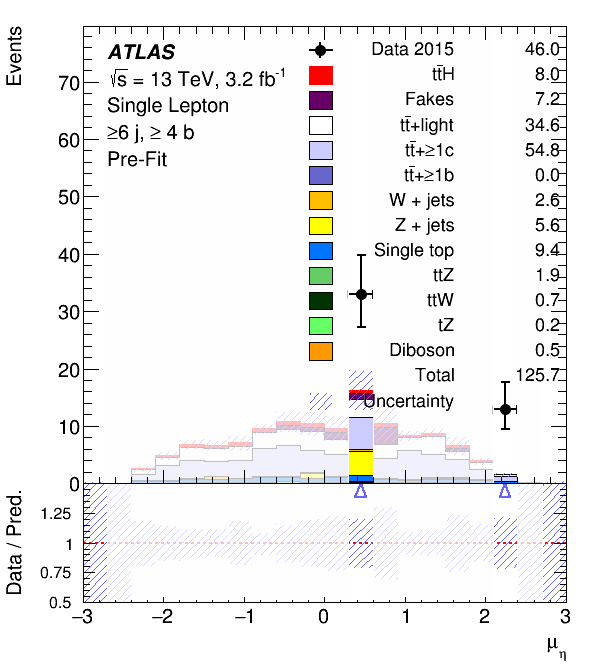 Events
ATLAS
√s = 13 TeV, 3.2 fb⁻¹
Single Lepton
≥6 j, ≥ 4 b
Pre-Fit
Data 2015 46.0
tt̄H 8.0
Fakes 7.2
tt̄+light 34.6
tt̄+≥1c 54.8
tt̄+≥1b 0.0
W + jets 2.6
Z + jets 5.6
Single top 9.4
ttZ 1.9
ttW 0.7
tZ 0.2
Diboson 0.5
Total 125.7
Uncertainty
70
60
50
40
30
20
10
0
Data / Pred.
1.25
1
0.75
0.5
−3 −2 −1 0 1 2 3
μη